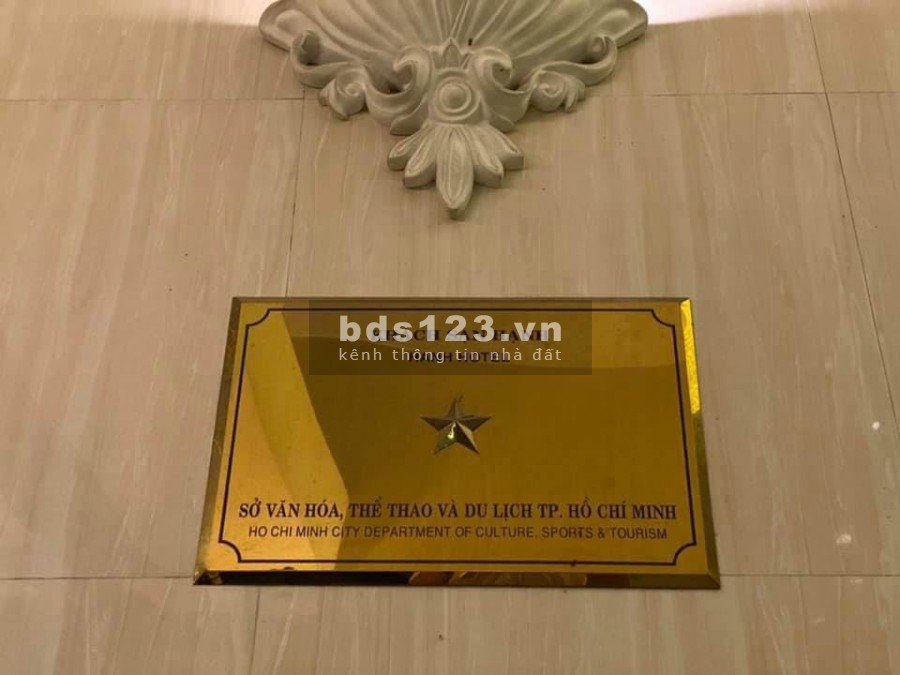 bds123.vn
kênh thông tin nhà đất
SỞ VĂN HÓA, THỂ THAO VÀ DU LỊCH TP. HỒ CHÍ MINH
HO CHI MINH CITY DEPARTMENT OF CULTURE, SPORTS & TOURISM